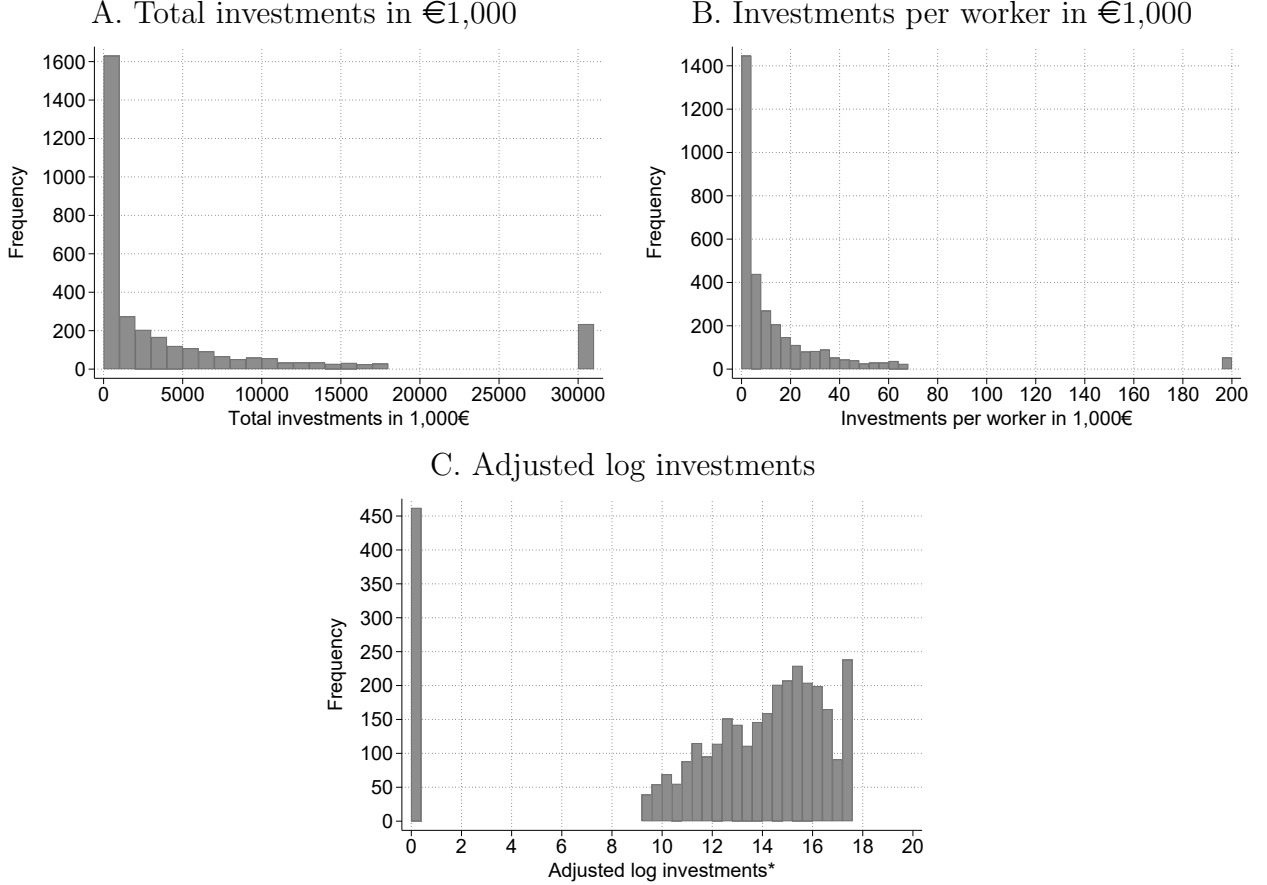 A. Total investments in €1,000
Frequency
1600
1400
1200
1000
800
600
400
200
0
0 5000 10000 15000 20000 25000 30000
Total investments in 1,000€
B. Investments per worker in €1,000
Frequency
1400
1200
1000
800
600
400
200
0
0 20 40 60 80 100 120 140 160 180 200
Investments per worker in 1,000€
C. Adjusted log investments
Frequency
450
400
350
300
250
200
150
100
50
0
0 2 4 6 8 10 12 14 16 18 20
Adjusted log investments*